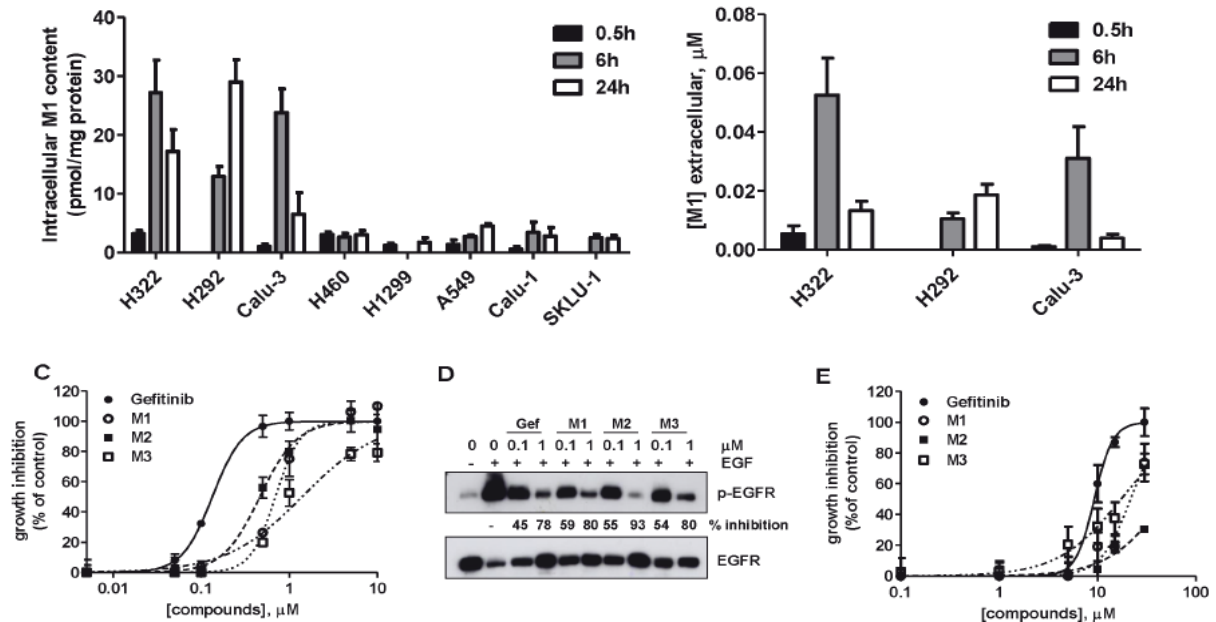 40
30
20
10
0
Intracellular M1 content
(pmol/mg protein)
0.5h
6h
24h
H322
H292
Calu-3
H460
H1299
A549
Calu-1
SKLU-1
0.08
0.06
0.04
0.02
0.00
[M1] extracellular, μM
0.5h
6h
24h
H322
H292
Calu-3
C
120
100
80
60
40
20
0
growth inhibition
(% of control)
Gefitinib
M1
M2
M3
0.01
0.1
1
10
[compounds], μM
D
Gef M1 M2 M3
0 0 0.1 1 0.1 1 0.1 1 0.1 1 μM
- + + + + + + + + + EGF
p-EGFR
- 45 78 59 80 55 93 54 80 % inhibition
EGFR
E
120
100
80
60
40
20
0
growth inhibition
(%of control)
Gefitinib
M1
M2
M3
0.1
1
10
100
[compounds], μM